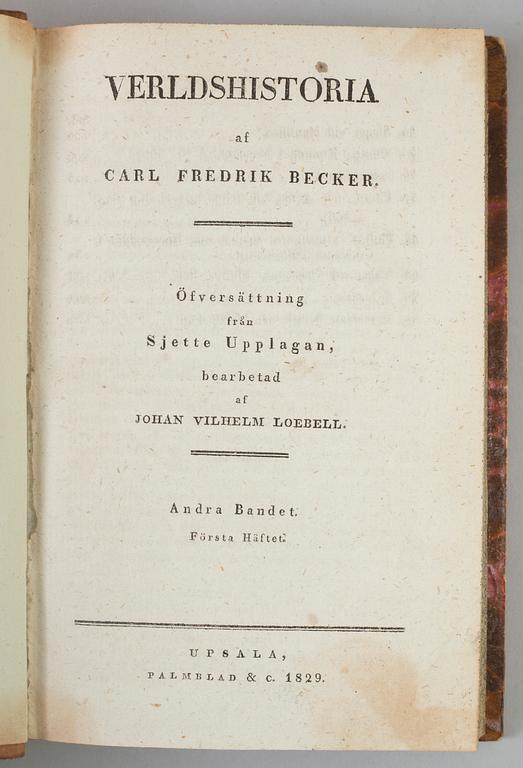 VERLDSHISTORIA
af
CARL FREDRIK BECKER.
Öfversättning
från
Sjette Upplagan,
bearbetad
af
JOHAN VILHELM LOEBELL.
Andra Bandet.
Första Häftet.
UPSALA,
PALMBLAD & c. 1829.